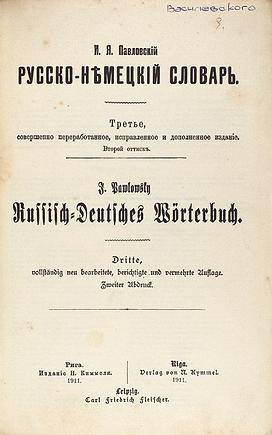 Василевского
И. Я. Павловскій
РУССКО-НѢМЕЦКІЙ СЛОВАРЬ.
Третье,
совершенно переработанное, исправленное и дополненное изданіе.
Второй оттискъ.
J. Pawlowsky
Russisch-Deutsches Wörterbuch.
Dritte,
vollständig neu bearbeitete, berichtigte und vermehrte Auflage.
Zweiter Abdruck.
Рига.
Изданіе Н. Киммеля.
1911.
Riga.
Verlag von N. Kymmel.
1911.
Leipzig.
Carl Friedrich Fleischer.